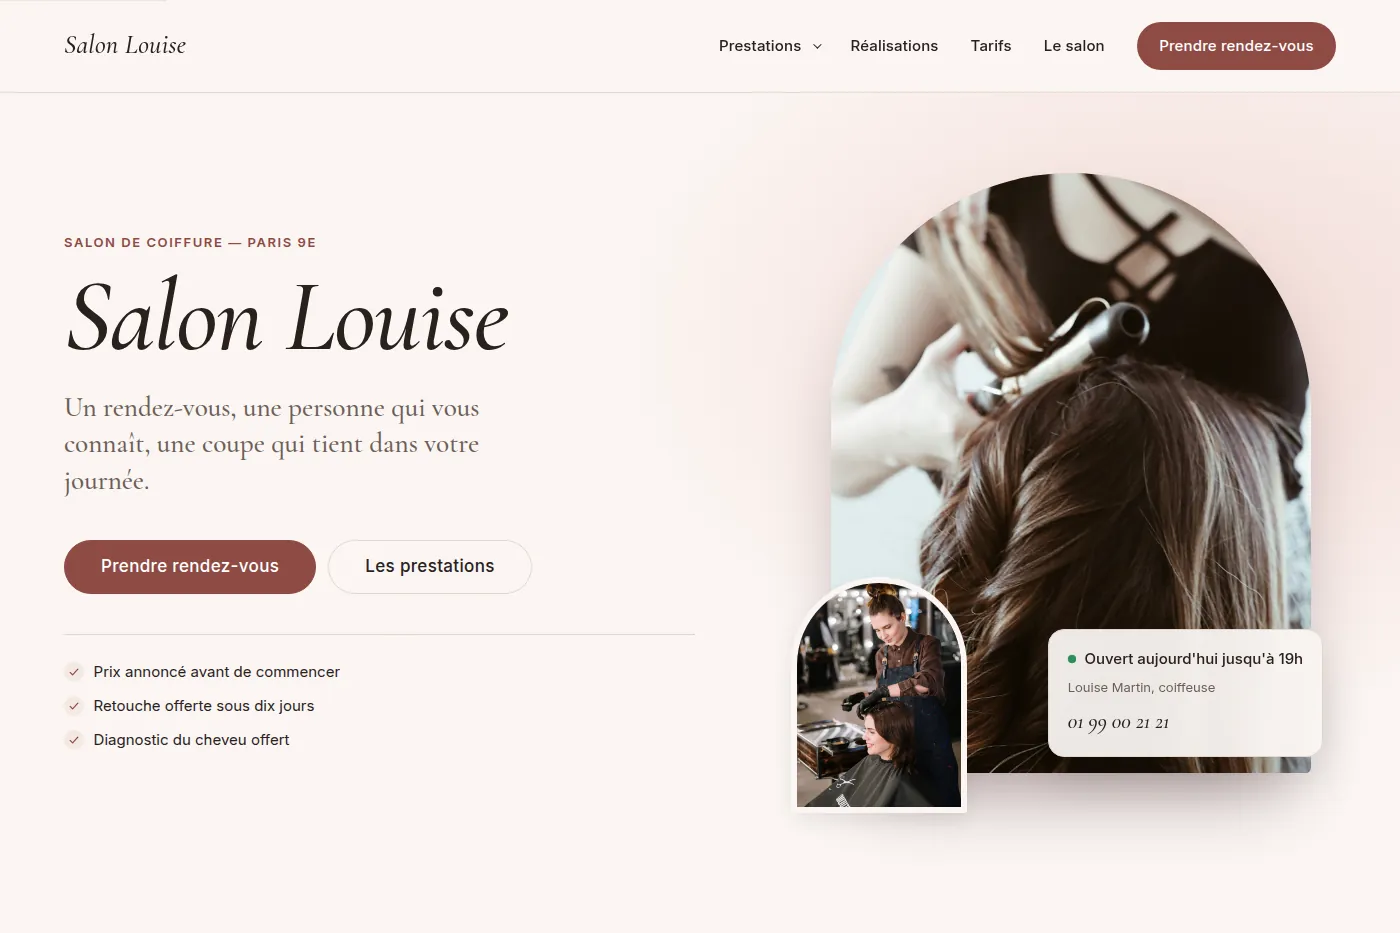 Salon Louise
Prestations
Réalisations
Tarifs
Le salon
Prendre rendez-vous
SALON DE COIFFURE — PARIS 9E
Salon Louise
Un rendez-vous, une personne qui vous
connaît, une coupe qui tient dans votre
journée.
Prendre rendez-vous
Les prestations
Prix annoncé avant de commencer
Retouche offerte sous dix jours
Diagnostic du cheveu offert
Ouvert aujourd'hui jusqu'à 19h
Louise Martin, coiffeuse
01 99 00 21 21